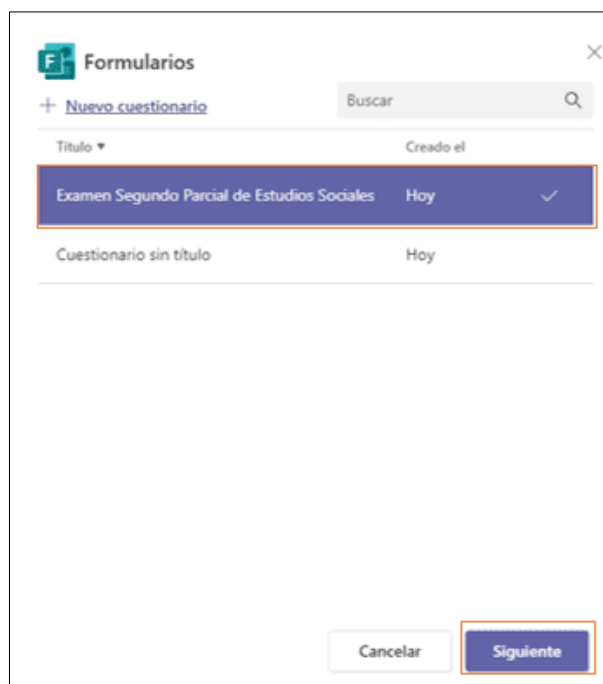 Formularios
Nuevo cuestionario
Buscar
Título Creado el
Examen Segundo Parcial de Estudios Sociales Hoy
Cuestionario sin título Hoy
Cancelar Siguiente